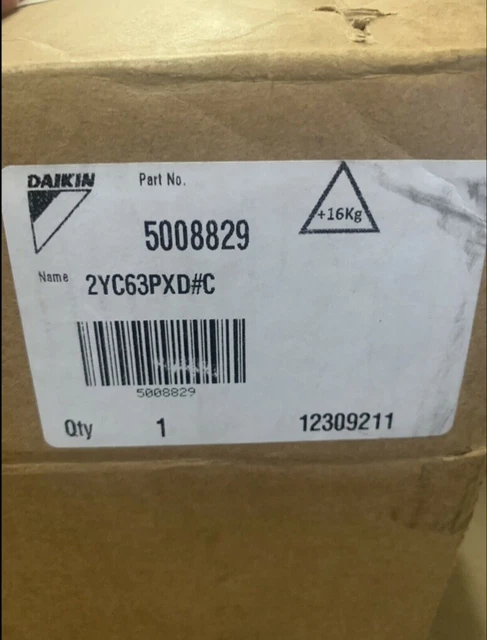 DAIKIN
Part No.
5008829
+16Kg
Name
2YC63PXD#C
5008829
Qty
1
12309211